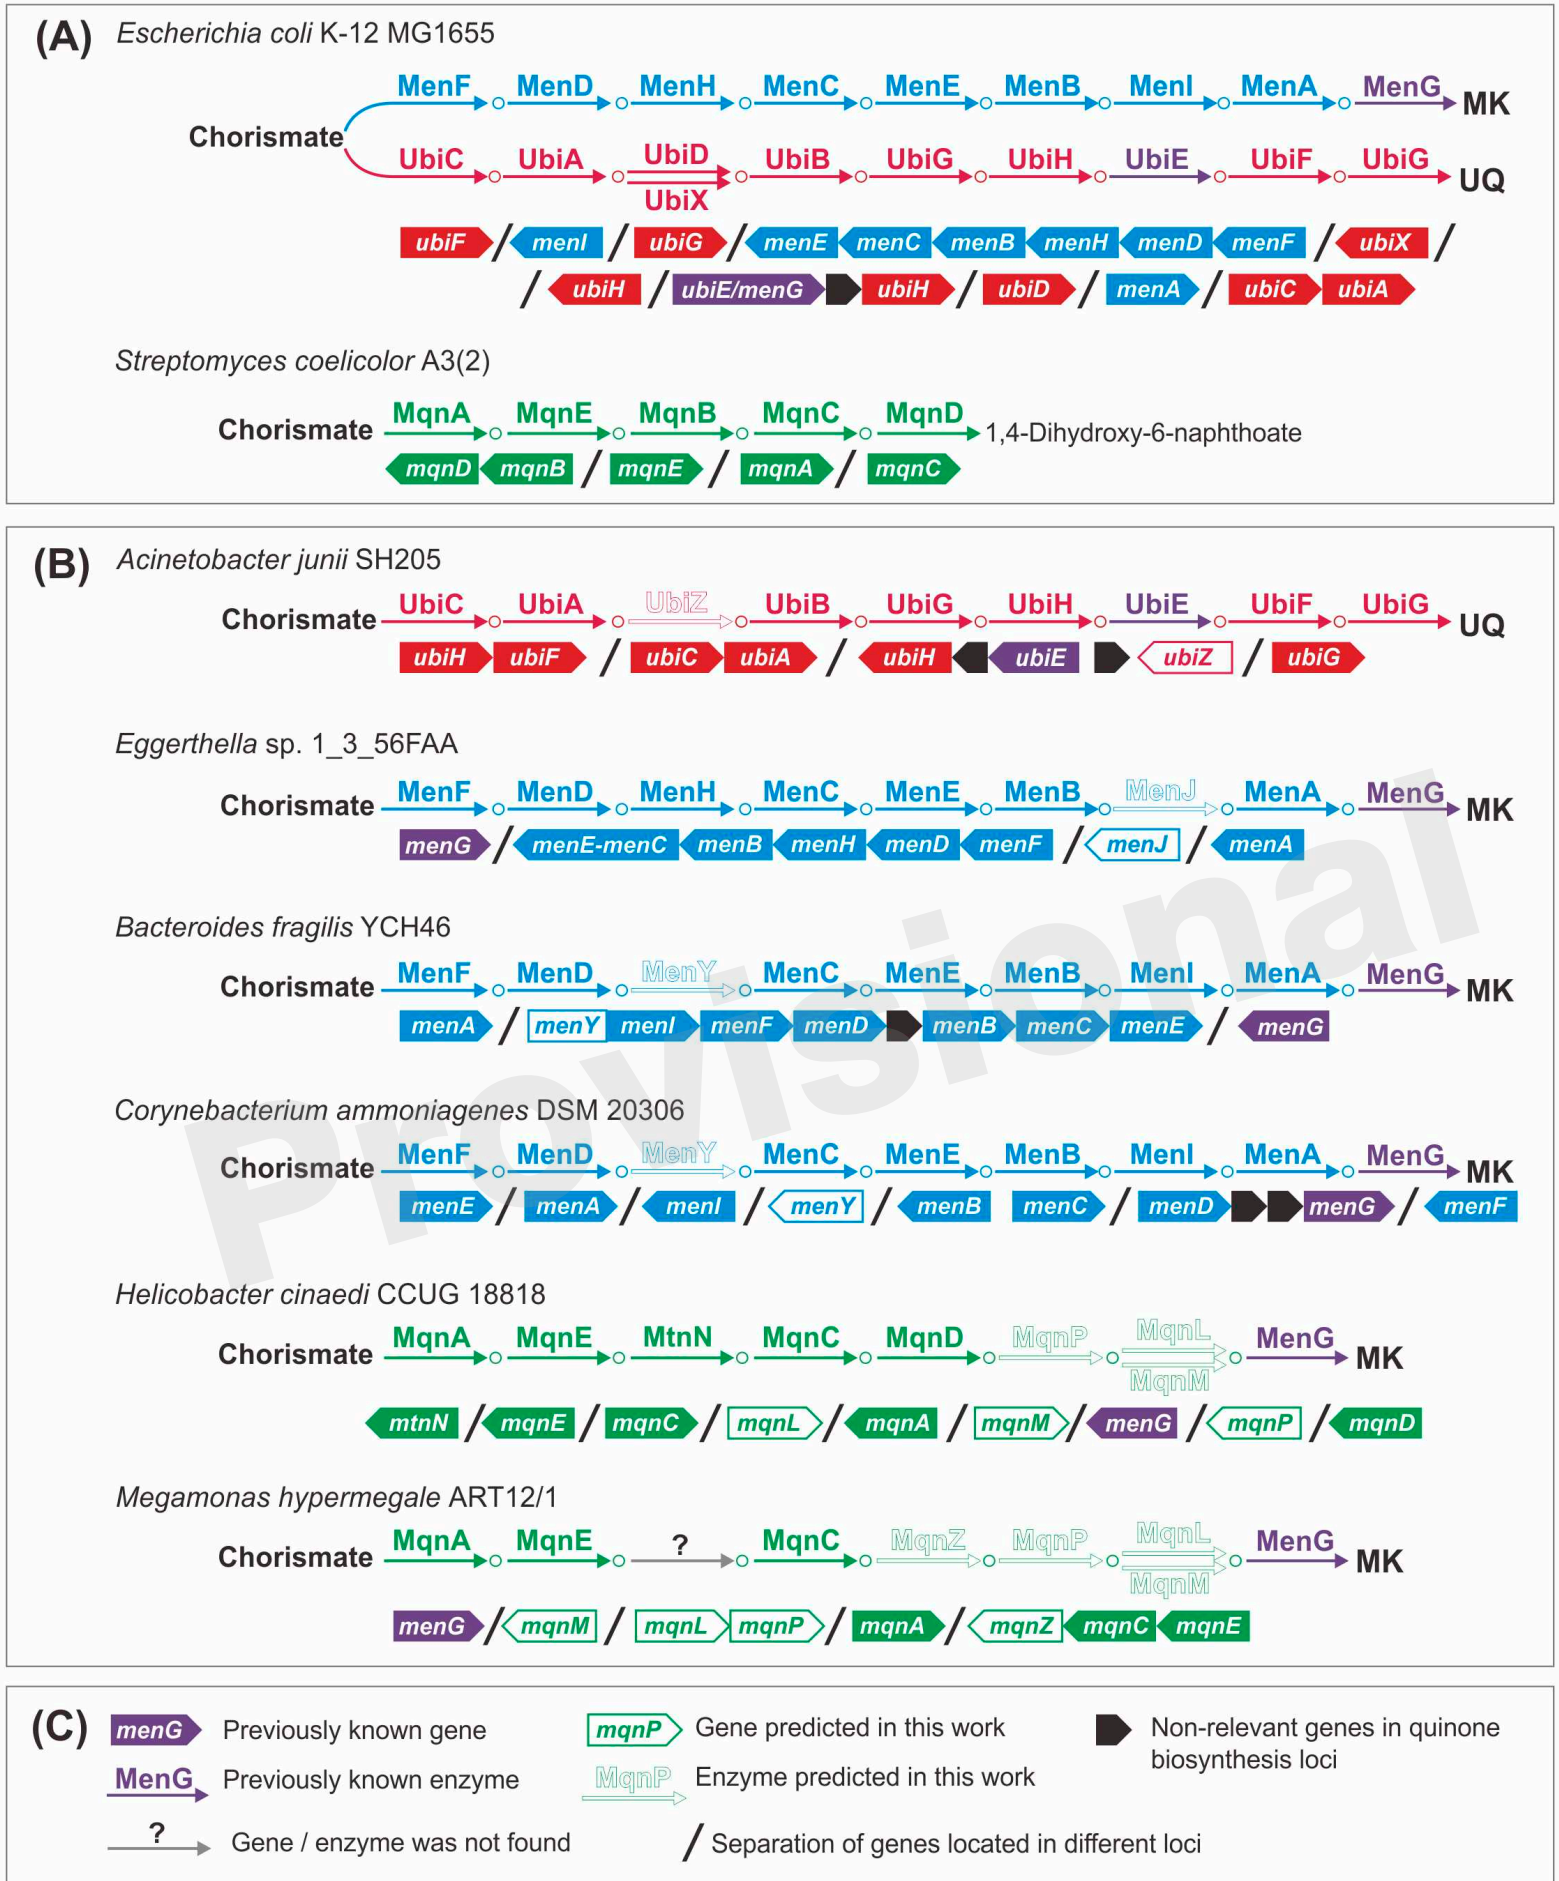 (A) Escherichia coli K-12 MG1655
MenF MenD MenH MenC MenE MenB MenI MenA MenG MK
Chorismate
UbiC UbiA UbiD UbiB UbiG UbiH UbiE UbiF UbiG UQ
UbiX
ubiF / menI / ubiG / menE menC menB menH menD menF / ubiX /
/ ubiH / ubiE/menG ubiH / ubiD / menA / ubiC ubiA
Streptomyces coelicolor A3(2)
MqnA MqnE MqnB MqnC MqnD
Chorismate 1,4-Dihydroxy-6-naphthoate
mqnD mqnB / mqnE / mqnA / mqnC
(B) Acinetobacter junii SH205
UbiC UbiA UbiZ UbiB UbiG UbiH UbiE UbiF UbiG
Chorismate UQ
ubiH ubiF / ubiC ubiA / ubiH ubiE ubiZ / ubiG
Eggerthella sp. 1_3_56FAA
MenF MenD MenH MenC MenE MenB MenJ MenA MenG
Chorismate MK
menG / menE-menC menB menH menD menF / menJ / menA
Bacteroides fragilis YCH46
MenF MenD MenY MenC MenE MenB MenI MenA MenG
Chorismate MK
menA / menY menI menF menD menB menC menE / menG
Provisional
Corynebacterium ammoniagenes DSM 20306
MenF MenD MenY MenC MenE MenB MenI MenA MenG
Chorismate MK
menE / menA / menI / menY / menB menC / menD menG / menF
Helicobacter cinaedi CCUG 18818
MqnA MqnE MtnN MqnC MqnD MqnP MqnL MenG
Chorismate MK
MqnM
mtnN / mqnE / mqnC / mqnL / mqnA / mqnM / menG / mqnP / mqnD
Megamonas hypermegale ART12/1
MqnA MqnE ? MqnC MqnZ MqnP MqnL MenG
Chorismate MK
MqnM
menG / mqnM / mqnL mqnP / mqnA / mqnZ mqnC mqnE
(C) menG Previously known gene mqnP Gene predicted in this work Non-relevant genes in quinone
biosynthesis loci
MenG Previously known enzyme MqnP Enzyme predicted in this work
? Gene / enzyme was not found / Separation of genes located in different loci